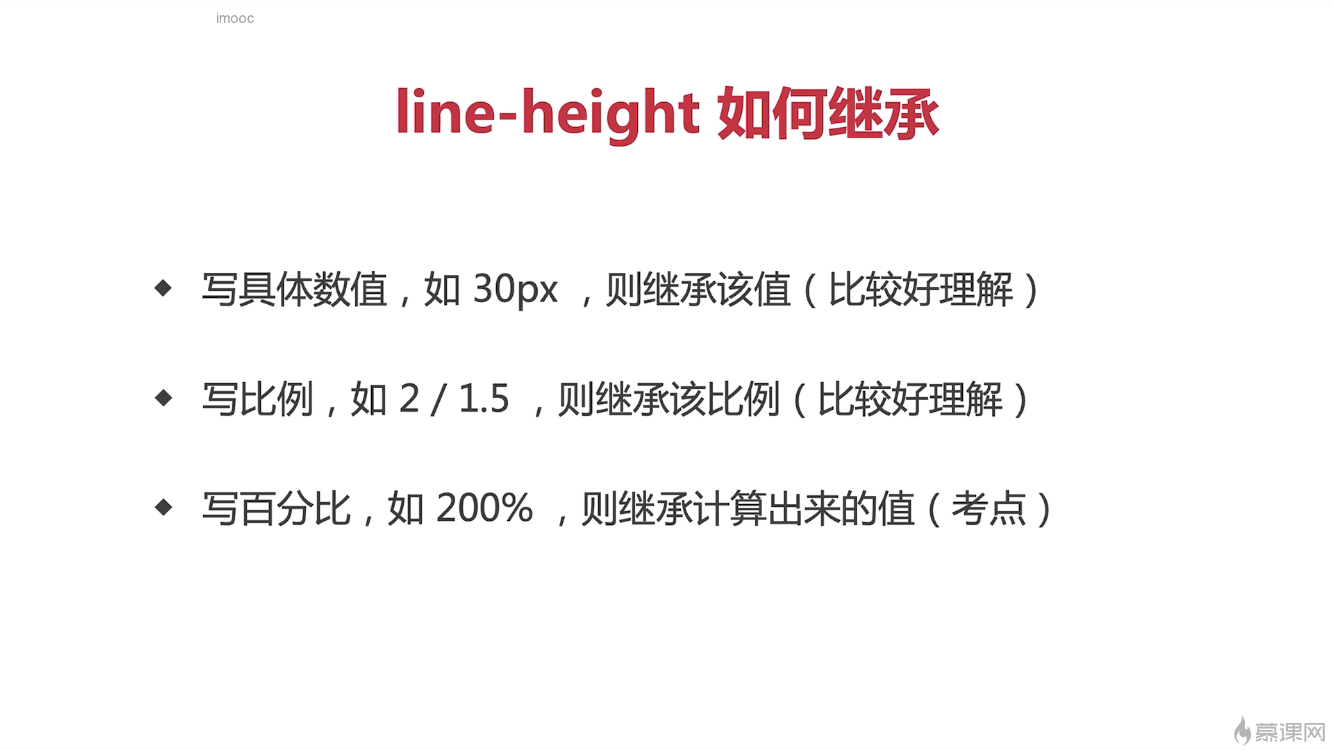 imooc
line-height 如何继承
◆ 写具体数值，如 30px ，则继承该值（比较好理解）
◆ 写比例，如 2 / 1.5 ，则继承该比例（比较好理解）
◆ 写百分比，如 200% ，则继承计算出来的值（考点）
慕课网